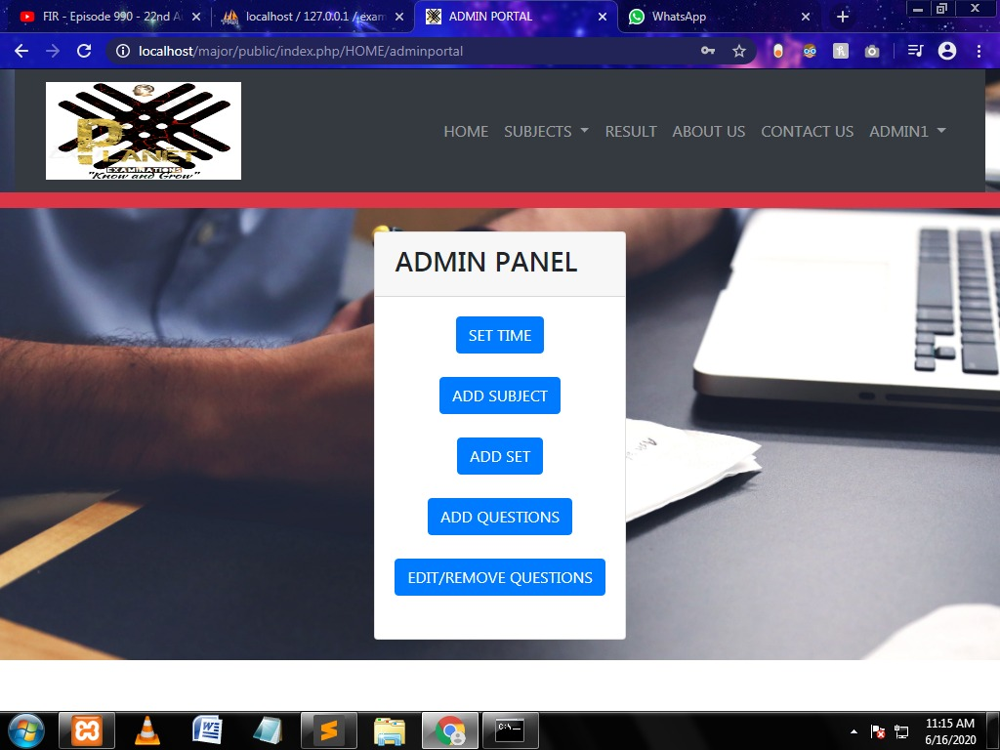 FIR - Episode 990 - 22nd A
localhost / 127.0.0.1 / exam
ADMIN PORTAL
WhatsApp
localhost/major/public/index.php/HOME/adminportal
PLANET
EXAMINATIONS
"Know and Grow"
HOME SUBJECTS RESULT ABOUT US CONTACT US ADMIN1
ADMIN PANEL
SET TIME
ADD SUBJECT
ADD SET
ADD QUESTIONS
EDIT/REMOVE QUESTIONS
11:15 AM
6/16/2020